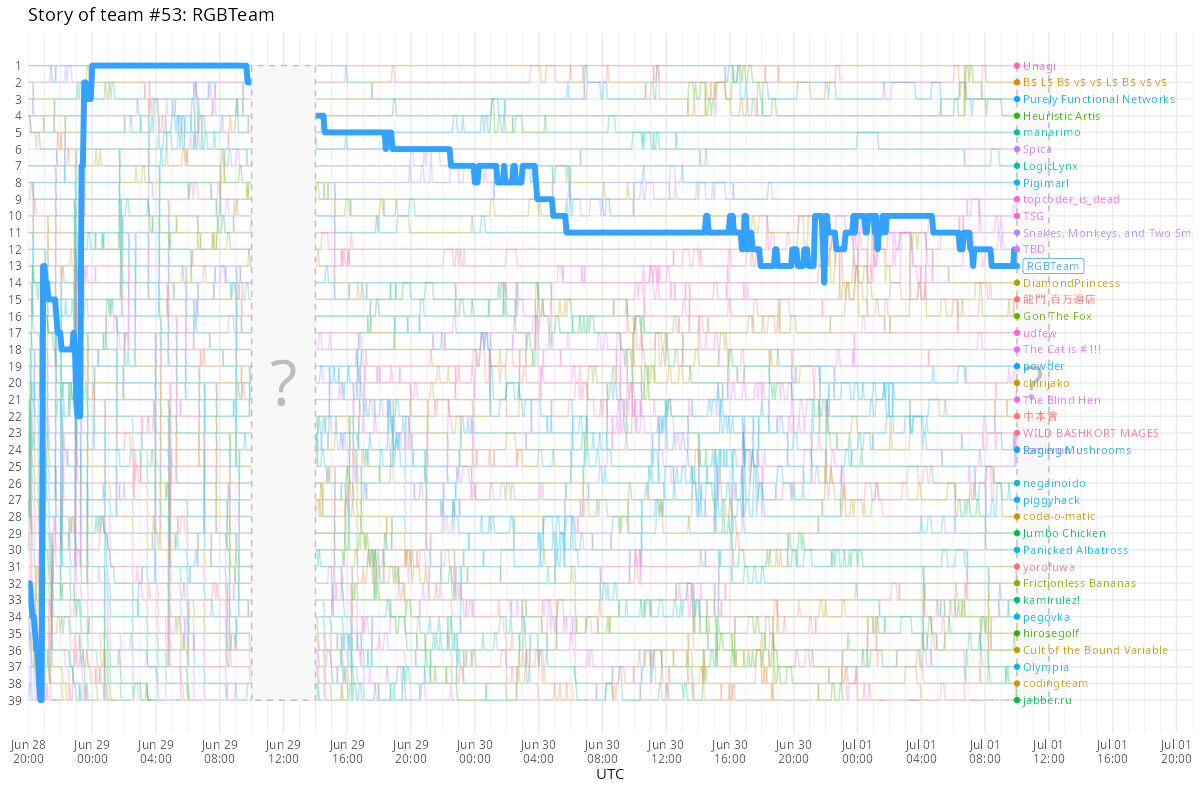 Story of team #53: RGBTeam
1
2
3
4
5
6
7
8
9
10
11
12
13
14
15
16
17
18
19
20
21
22
23
24
25
26
27
28
29
30
31
32
33
34
35
36
37
38
39
?
?
Unagi
B$ L$ B$ v$ v$ L$ B$ v$ v$
Purely Functional Networks
Heuristic Artis
manarimo
Spica
LogicLynx
Pigimarl
topcoder_is_dead
TSG
Snakes, Monkeys, and Two Sm
TBD
RGBTeam
DiamondPrincess
龍門 百万遍店
Gon The Fox
udfew
The Cat is #1!!
powder
chirijako
The Blind Hen
中本會
WILD BASHKORT MAGES
Raging Mushrooms
negainoido
piggyhack
code-o-matic
Jumbo Chicken
Panicked Albatross
yorofuwa
Frictionless Bananas
kamirulez!
pegovka
hirosegolf
Cult of the Bound Variable
Olympia
codingteam
jabber.ru
Jun 28 Jun 29 Jun 29 Jun 29 Jun 29 Jun 29 Jun 29 Jun 30 Jun 30 Jun 30 Jun 30 Jun 30 Jun 30 Jul 01 Jul 01 Jul 01 Jul 01 Jul 01 Jul 01
20:00 00:00 04:00 08:00 12:00 16:00 20:00 00:00 04:00 08:00 12:00 16:00 20:00 00:00 04:00 08:00 12:00 16:00 20:00
UTC